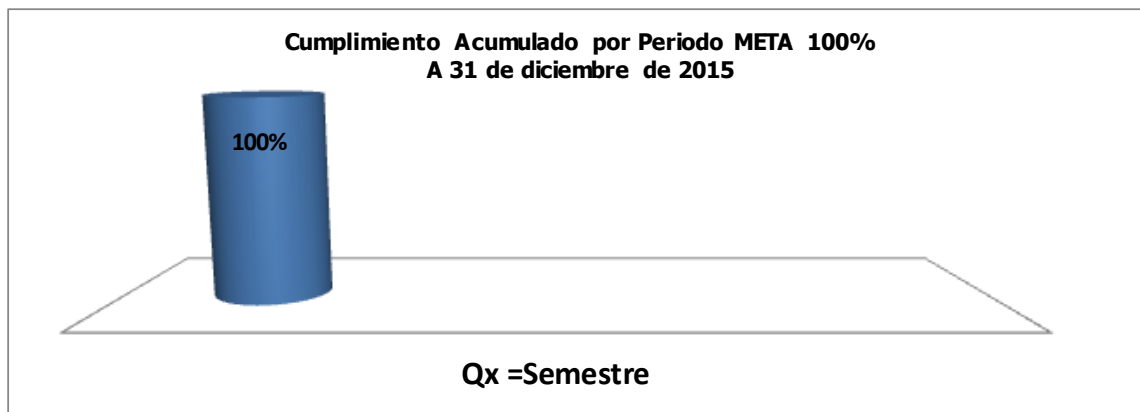 Cumplimiento Acumulado por Periodo META 100%
A 31 de diciembre de 2015
100%
Qx =Semestre